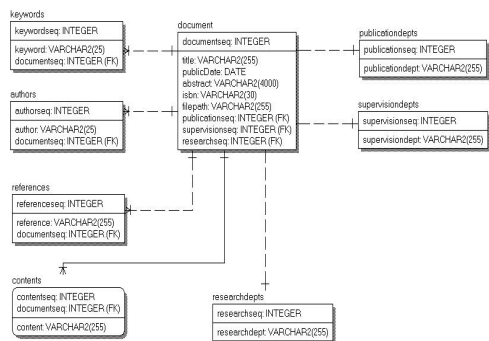 keywords
keywordseq: INTEGER
keyword: VARCHAR2(25)
documentseq: INTEGER (FK)
authors
authorseq: INTEGER
author: VARCHAR2(25)
documentseq: INTEGER (FK)
references
referenceseq: INTEGER
reference: VARCHAR2(255)
documentseq: INTEGER (FK)
contents
contentseq: INTEGER
documentseq: INTEGER (FK)
content: VARCHAR2(255)
document
documentseq: INTEGER
title: VARCHAR2(255)
publicDate: DATE
abstract: VARCHAR2(4000)
isbn: VARCHAR2(30)
filepath: VARCHAR2(255)
publicationseq: INTEGER (FK)
supervisionseq: INTEGER (FK)
researchseq: INTEGER (FK)
publicationdepts
publicationseq: INTEGER
publicationdept: VARCHAR2(255)
supervisiondepts
supervisionseq: INTEGER
supervisiondept: VARCHAR2(255)
researchdepts
researchseq: INTEGER
researchdept: VARCHAR2(255)